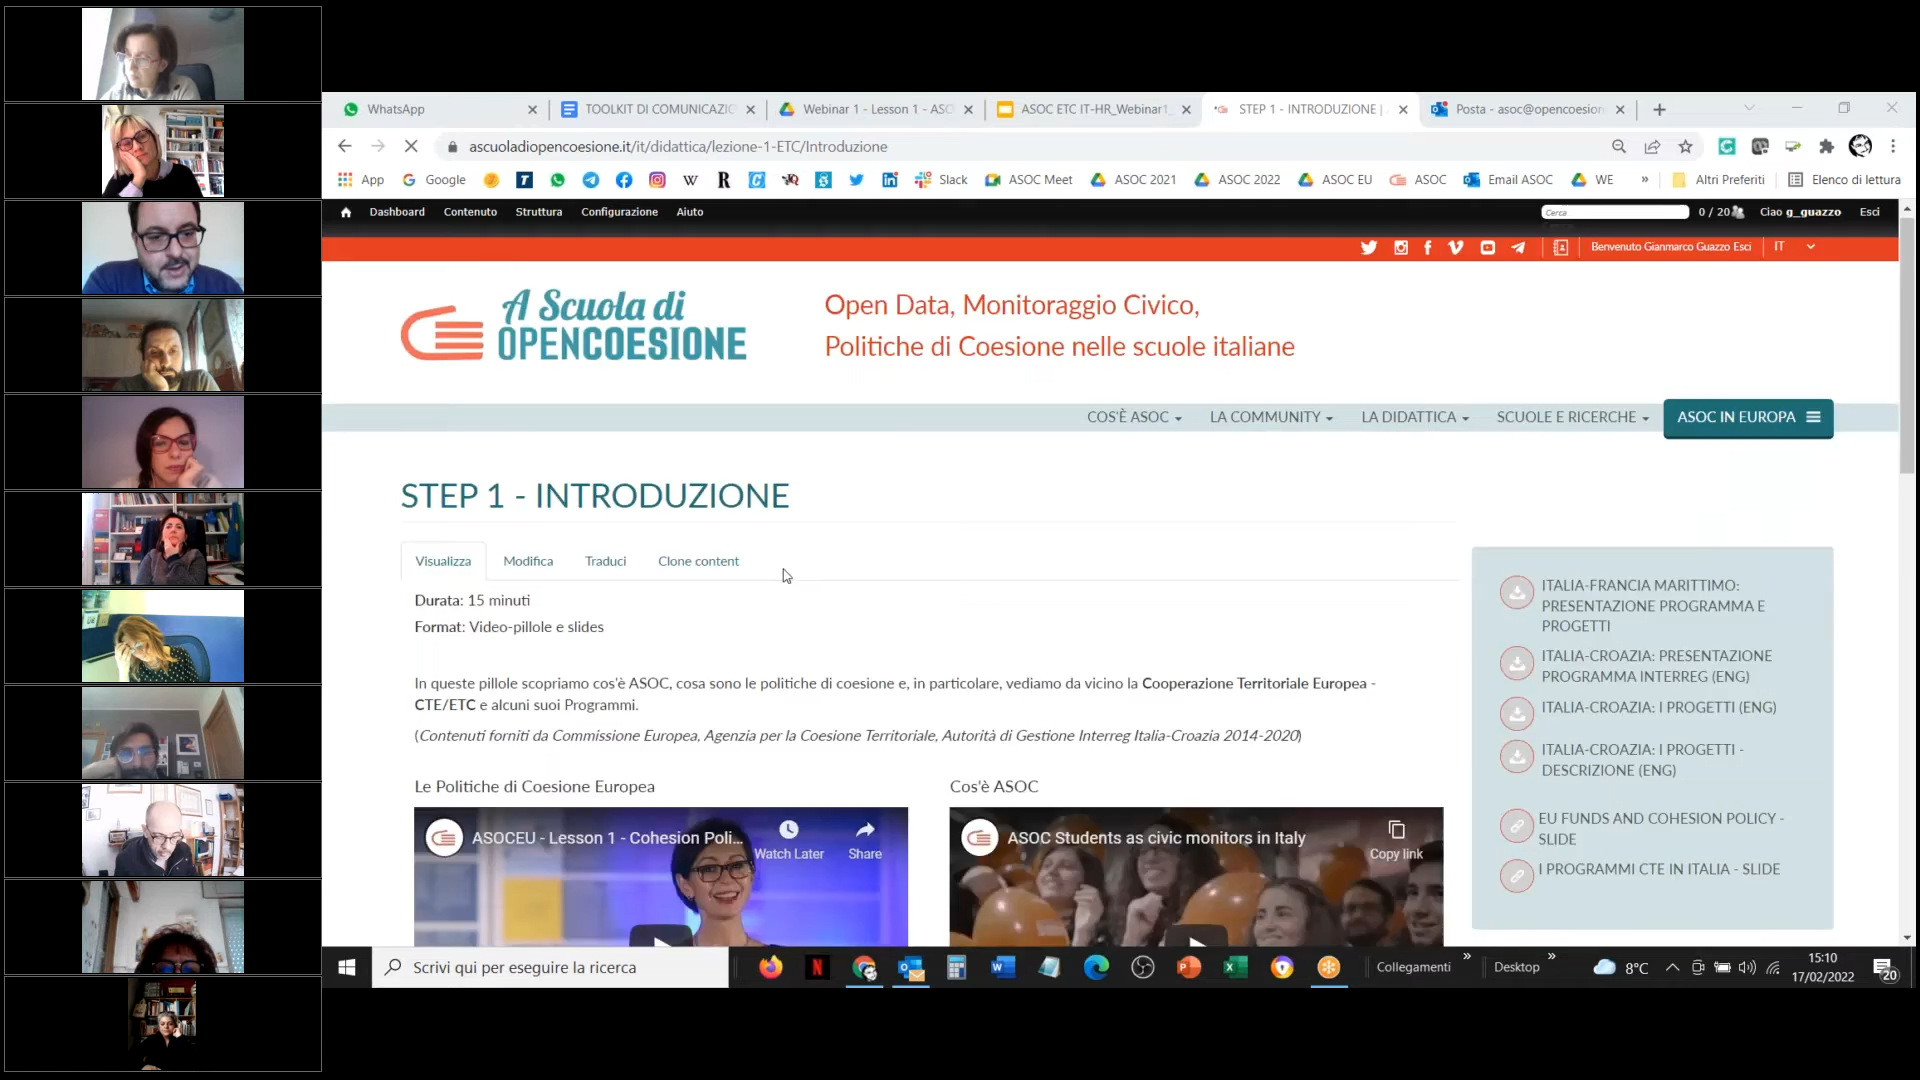 WhatsApp
TOOLKIT DI COMUNICAZIC
Webinar 1 - Lesson 1 - ASO
ASOC ETC IT-HR_Webinar1_
STEP 1 - INTRODUZIONE |
Posta - asoc@opencoesion
ascuoladiopencoesione.it/it/didattica/lezione-1-ETC/Introduzione
App
Google
Slack
ASOC Meet
ASOC 2021
ASOC 2022
ASOC EU
ASOC
Email ASOC
WE
»
Altri Preferiti
Elenco di lettura
Dashboard
Contenuto
Struttura
Configurazione
Aiuto
Cerca
0 / 20
Ciao g_guazzo
Esci
Benvenuto Gianmarco Guazzo Esci
IT
A Scuola di
OPENCOESIONE
Open Data, Monitoraggio Civico,
Politiche di Coesione nelle scuole italiane
COS'È ASOC
LA COMMUNITY
LA DIDATTICA
SCUOLE E RICERCHE
ASOC IN EUROPA
STEP 1 - INTRODUZIONE
Visualizza
Modifica
Traduci
Clone content
Durata: 15 minuti
Format: Video-pillole e slides
In queste pillole scopriamo cos'è ASOC, cosa sono le politiche di coesione e, in particolare, vediamo da vicino la Cooperazione Territoriale Europea -
CTE/ETC e alcuni suoi Programmi.
(Contenuti forniti da Commissione Europea, Agenzia per la Coesione Territoriale, Autorità di Gestione Interreg Italia-Croazia 2014-2020)
Le Politiche di Coesione Europea
Cos'è ASOC
ASOCEU - Lesson 1 - Cohesion Poli...
Watch Later
Share
ASOC Students as civic monitors in Italy
Copy link
ITALIA-FRANCIA MARITTIMO:
PRESENTAZIONE PROGRAMMA E
PROGETTI
ITALIA-CROAZIA: PRESENTAZIONE
PROGRAMMA INTERREG (ENG)
ITALIA-CROAZIA: I PROGETTI (ENG)
ITALIA-CROAZIA: I PROGETTI -
DESCRIZIONE (ENG)
EU FUNDS AND COHESION POLICY -
SLIDE
I PROGRAMMI CTE IN ITALIA - SLIDE
Scrivi qui per eseguire la ricerca
Collegamenti
»
Desktop
»
8°C
15:10
17/02/2022
20